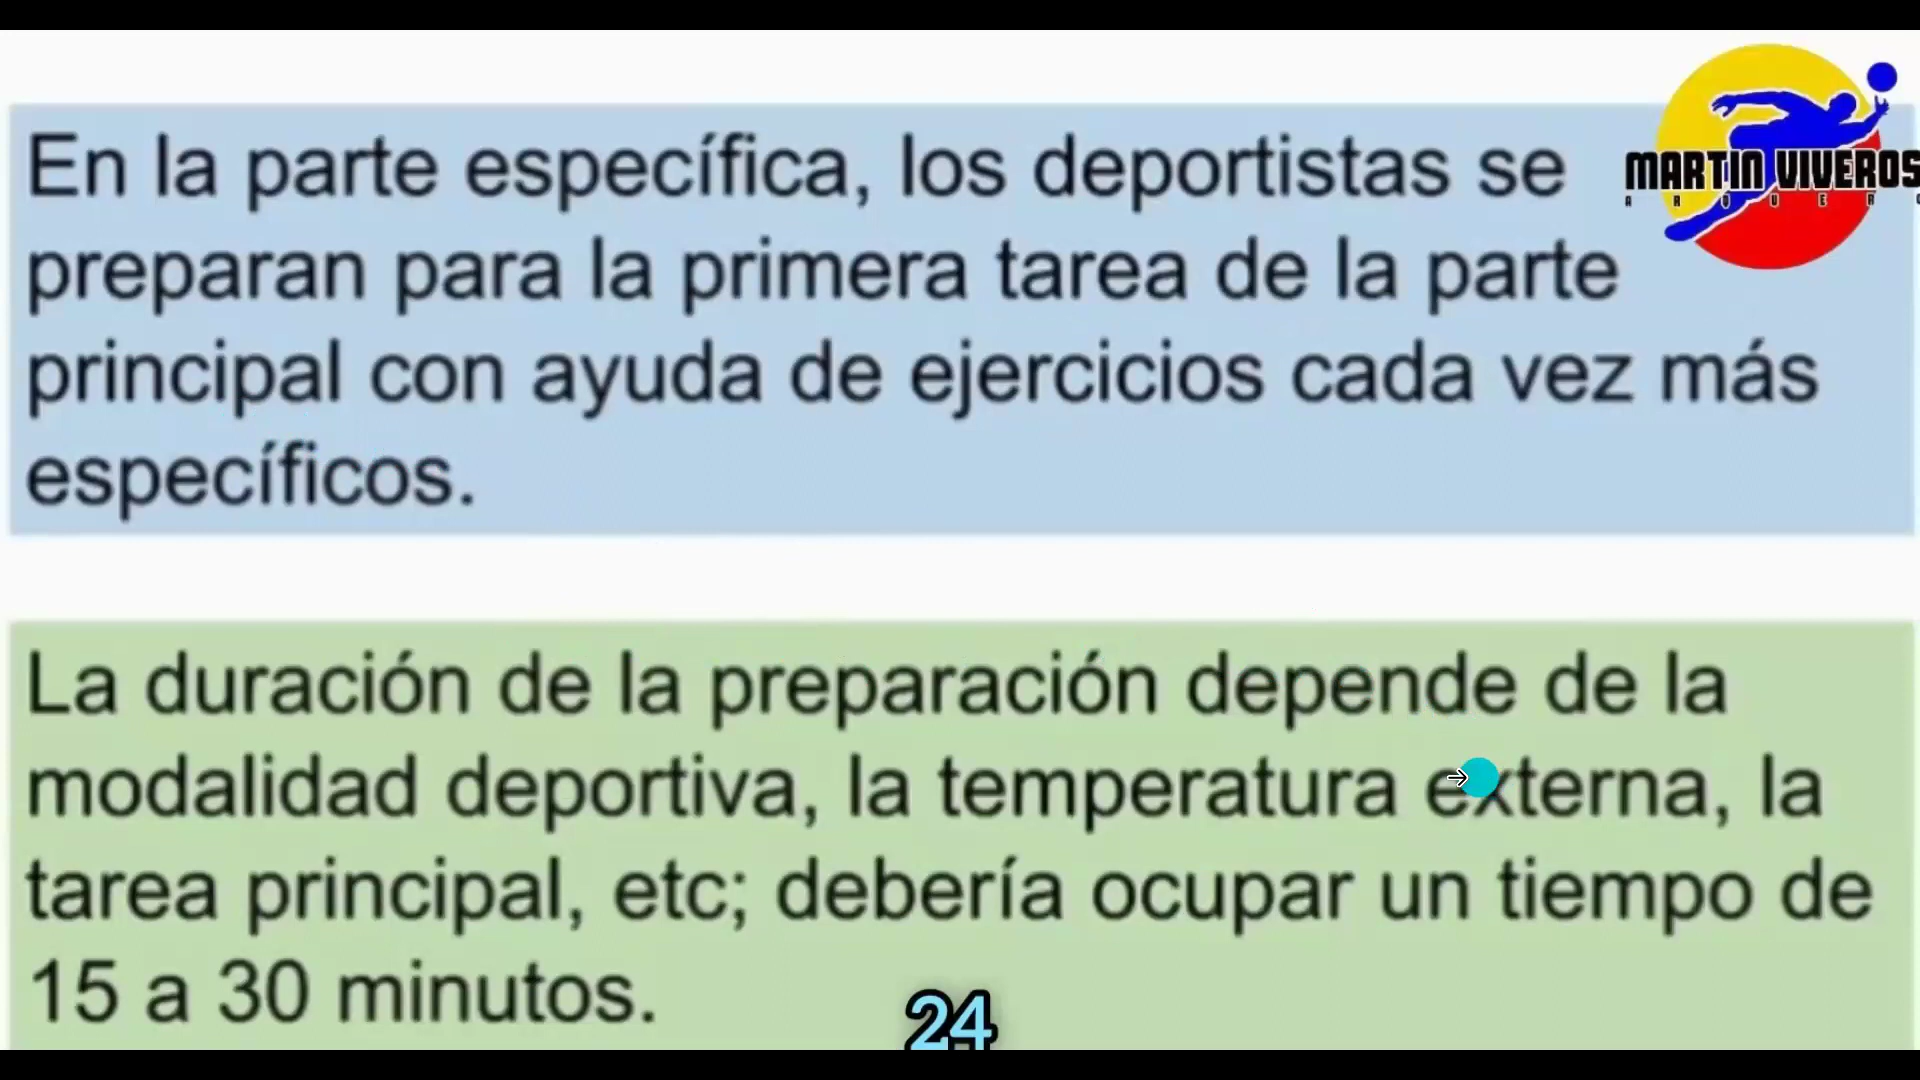 En la parte específica, los deportistas se
preparan para la primera tarea de la parte
principal con ayuda de ejercicios cada vez más
específicos.
MARTIN VIVEROS
ARQUERO
La duración de la preparación depende de la
modalidad deportiva, la temperatura externa, la
tarea principal, etc; debería ocupar un tiempo de
15 a 30 minutos.
24